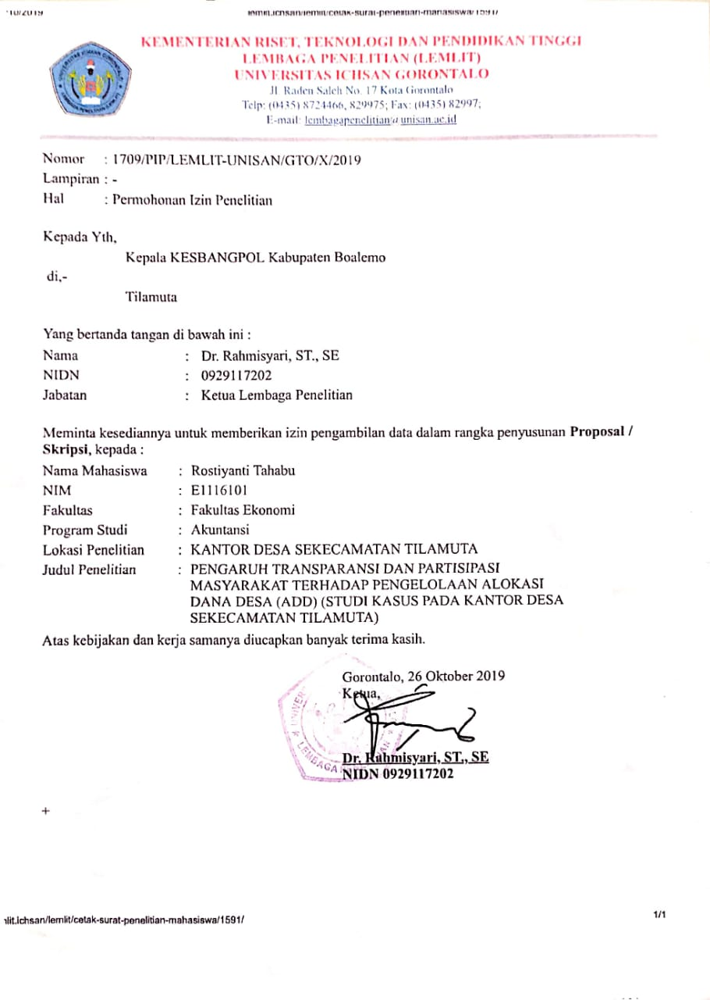 10/2019 lemlit.ichsan/lemlit/cetak-surat-penelitian-mahasiswa/1591/
KEMENTERIAN RISET, TEKNOLOGI DAN PENDIDIKAN TINGGI
LEMBAGA PENELITIAN (LEMLIT)
UNIVERSITAS ICHSAN GORONTALO
Jl. Raden Saleh No. 17 Kota Gorontalo
Telp: (0435) 8724466, 829975; Fax: (0435) 82997;
E-mail: lembagapenelitian@unisan.ac.id
Nomor : 1709/PIP/LEMLIT-UNISAN/GTO/X/2019
Lampiran : -
Hal : Permohonan Izin Penelitian
Kepada Yth,
Kepala KESBANGPOL Kabupaten Boalemo
di,-
Tilamuta
Yang bertanda tangan di bawah ini :
Nama : Dr. Rahmisyari, ST., SE
NIDN : 0929117202
Jabatan : Ketua Lembaga Penelitian
Meminta kesediannya untuk memberikan izin pengambilan data dalam rangka penyusunan Proposal /
Skripsi, kepada :
Nama Mahasiswa : Rostiyanti Tahabu
NIM : E1116101
Fakultas : Fakultas Ekonomi
Program Studi : Akuntansi
Lokasi Penelitian : KANTOR DESA SEKECAMATAN TILAMUTA
Judul Penelitian : PENGARUH TRANSPARANSI DAN PARTISIPASI
MASYARAKAT TERHADAP PENGELOLAAN ALOKASI
DANA DESA (ADD) (STUDI KASUS PADA KANTOR DESA
SEKECAMATAN TILAMUTA)
Atas kebijakan dan kerja samanya diucapkan banyak terima kasih.
Gorontalo, 26 Oktober 2019
Ketua,
Dr. Rahmisyari, ST., SE
NIDN 0929117202
+
lit.ichsan/lemlit/cetak-surat-penelitian-mahasiswa/1591/ 1/1